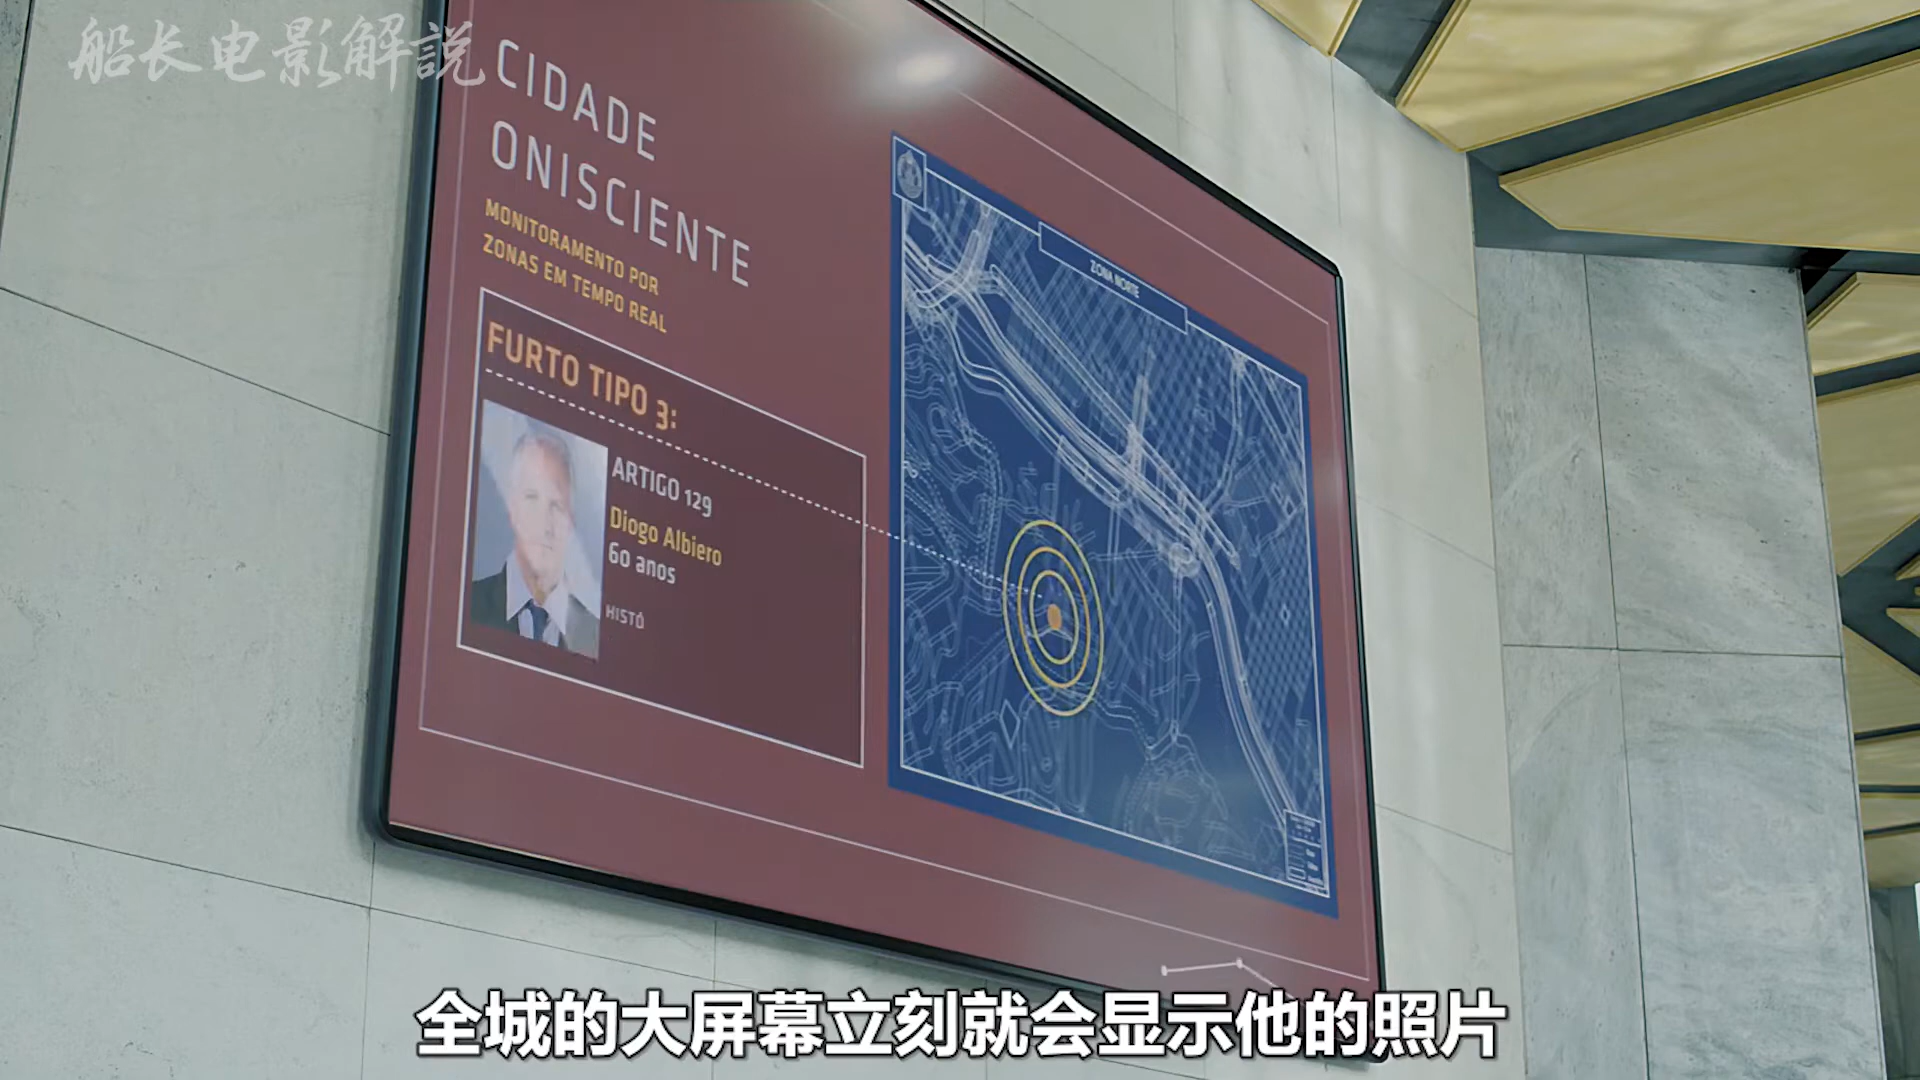 船长电影解説
CIDADE
ONISCIENTE
MONITORAMENTO POR
ZONAS EM TEMPO REAL
FURTO TIPO 3:
ARTIGO 129
Diogo Albiero
60 anos
HISTÓ
ZONA NORTE
全城的大屏幕立刻就会显示他的照片